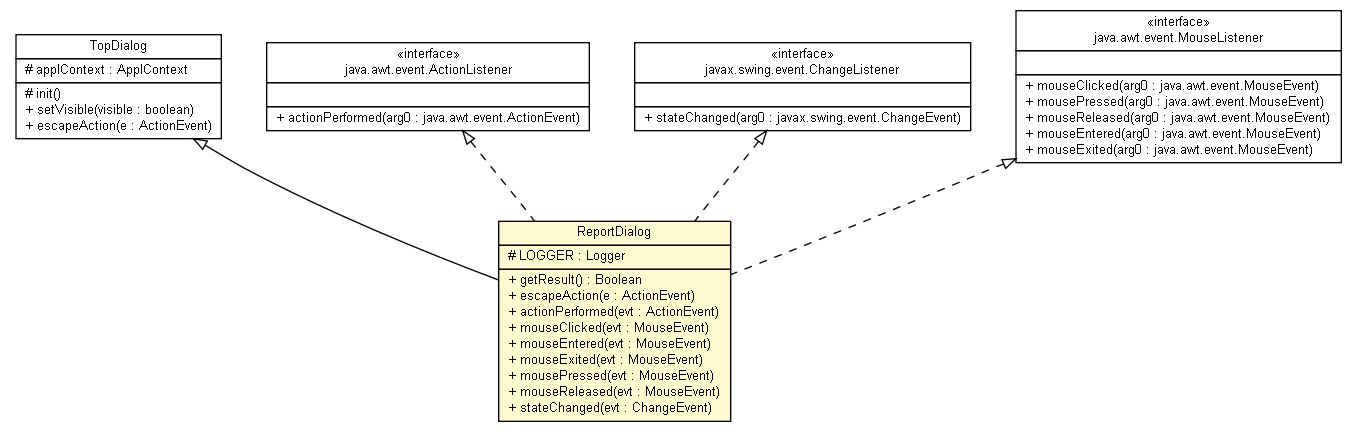 TopDialog
# applContext : ApplContext
# init()
+ setVisible(visible : boolean)
+ escapeAction(e : ActionEvent)
«interface»
java.awt.event.ActionListener
+ actionPerformed(arg0 : java.awt.event.ActionEvent)
«interface»
javax.swing.event.ChangeListener
+ stateChanged(arg0 : javax.swing.event.ChangeEvent)
«interface»
java.awt.event.MouseListener
+ mouseClicked(arg0 : java.awt.event.MouseEvent)
+ mousePressed(arg0 : java.awt.event.MouseEvent)
+ mouseReleased(arg0 : java.awt.event.MouseEvent)
+ mouseEntered(arg0 : java.awt.event.MouseEvent)
+ mouseExited(arg0 : java.awt.event.MouseEvent)
ReportDialog
# LOGGER : Logger
+ getResult() : Boolean
+ escapeAction(e : ActionEvent)
+ actionPerformed(evt : ActionEvent)
+ mouseClicked(evt : MouseEvent)
+ mouseEntered(evt : MouseEvent)
+ mouseExited(evt : MouseEvent)
+ mousePressed(evt : MouseEvent)
+ mouseReleased(evt : MouseEvent)
+ stateChanged(evt : ChangeEvent)